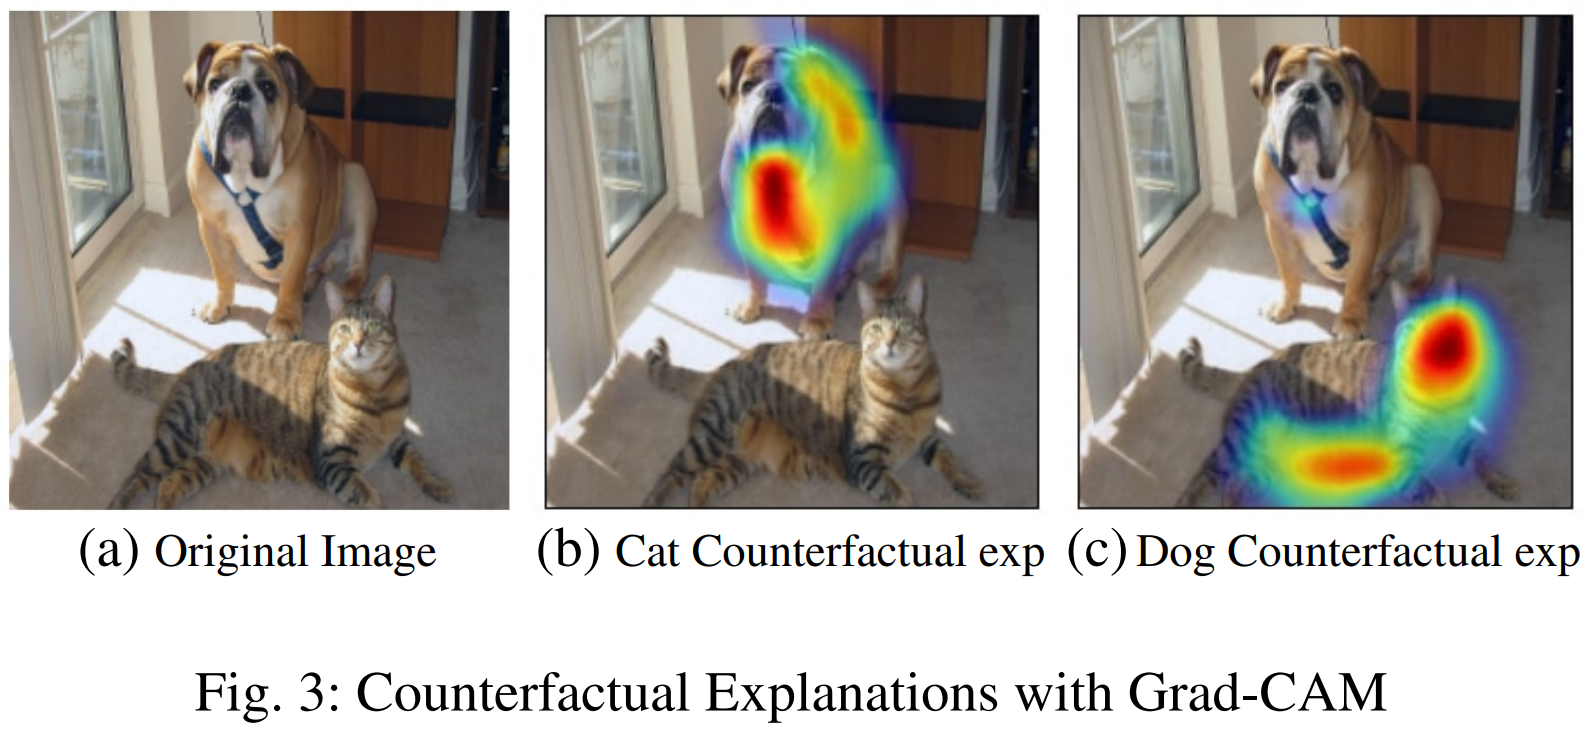 (a) Original Image
(b) Cat Counterfactual exp
(c) Dog Counterfactual exp
Fig. 3: Counterfactual Explanations with Grad-CAM